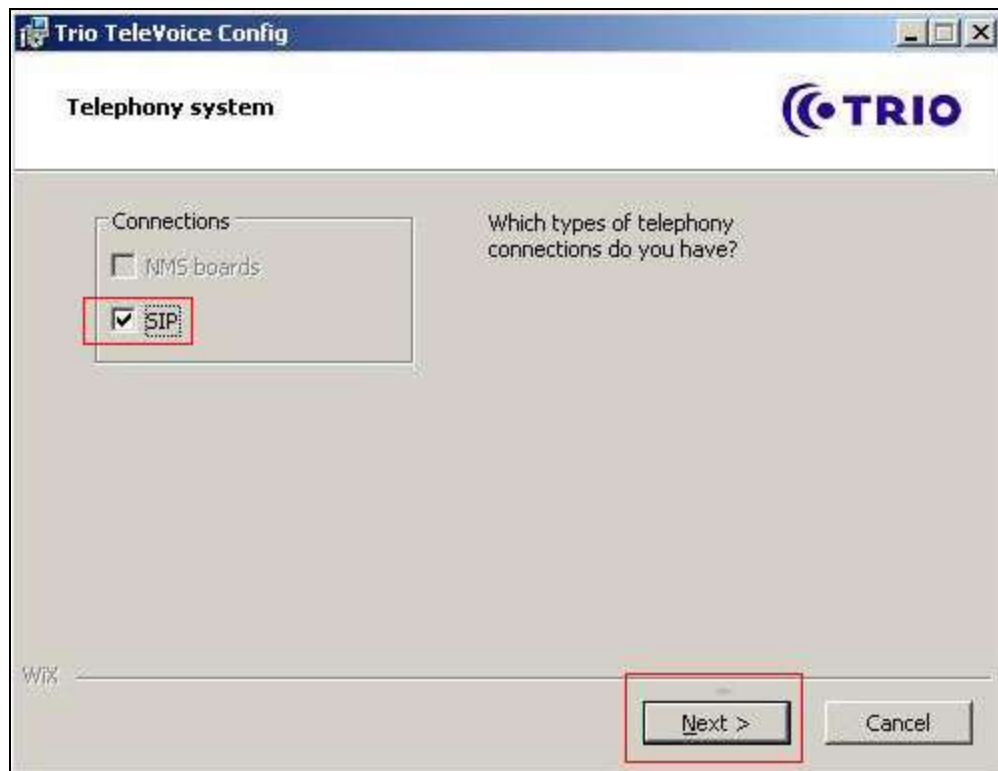 Trio TeleVoice Config
Telephony system
TRIO
Connections
NMS boards
SIP
Which types of telephony
connections do you have?
WiX
Next >
Cancel